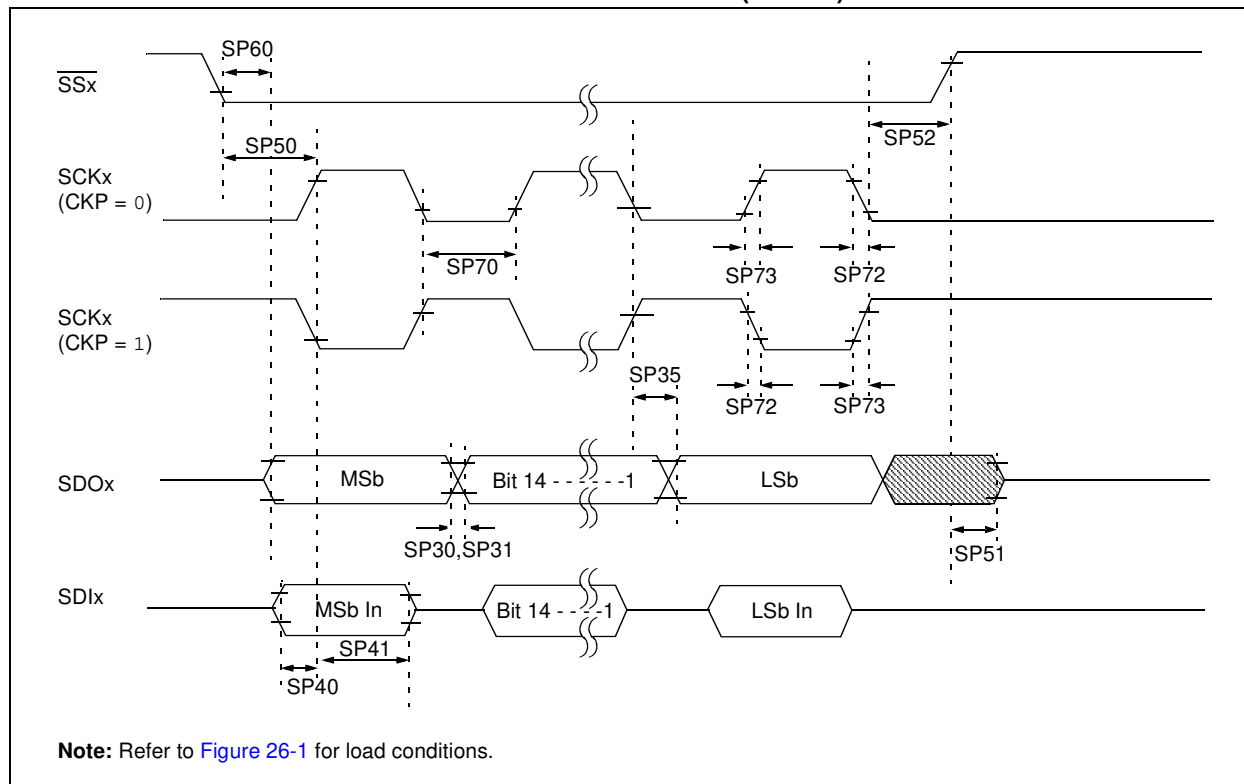 SP60
SSx
SP50
SP52
SCKx
(CKP = 0)
SP70
SP73
SP72
SCKx
(CKP = 1)
SP35
SP72
SP73
SDOx
MSb
Bit 14 - - - - - -1
LSb
SP30,SP31
SP51
SDIx
MSb In
Bit 14 - - - -1
LSb In
SP41
SP40
Note: Refer to Figure 26-1 for load conditions.